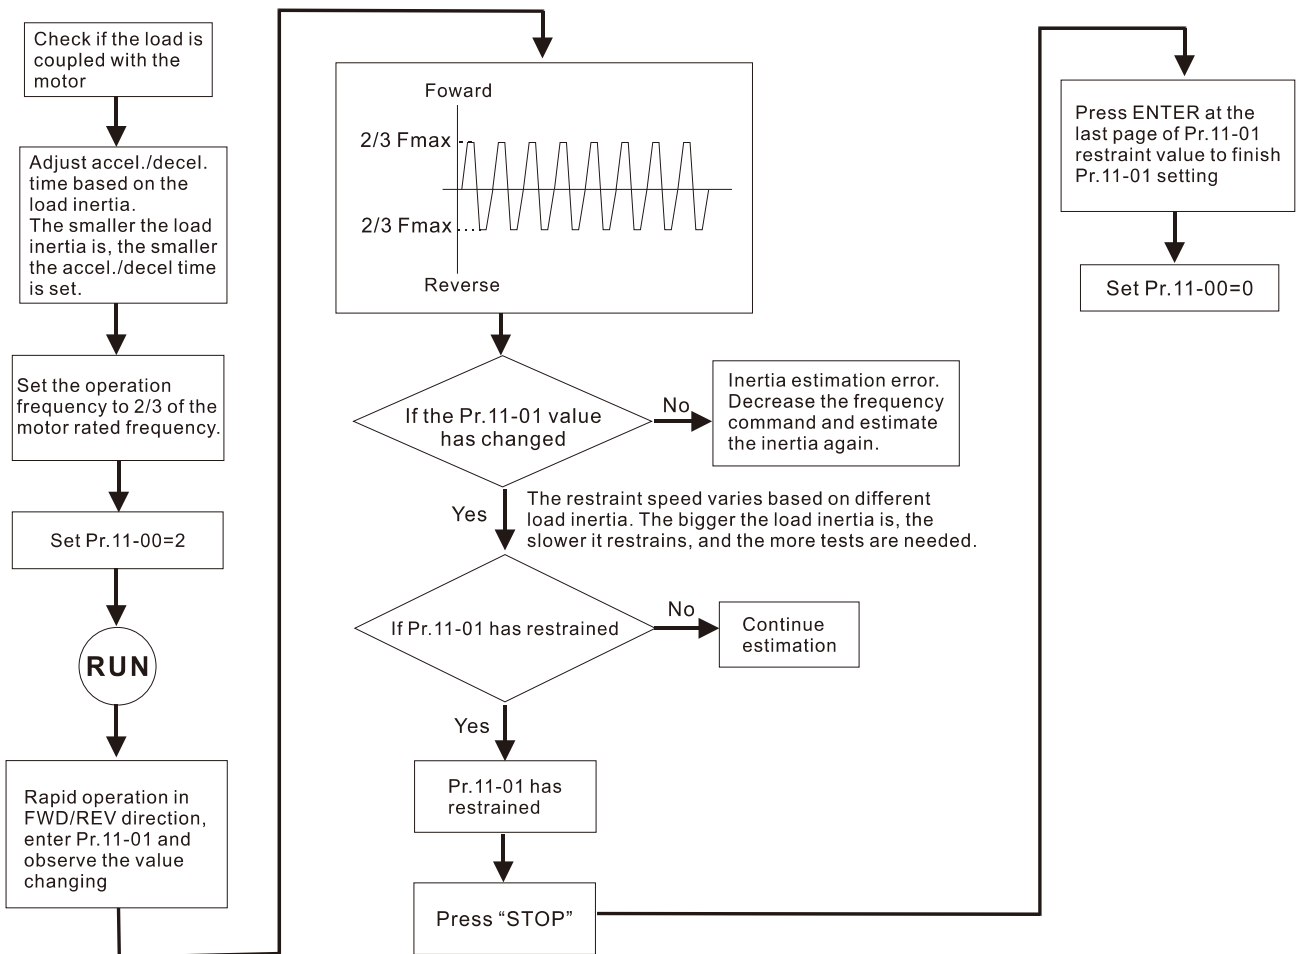 Check if the load is
coupled with the
motor
Adjust accel./decel.
time based on the
load inertia.
The smaller the load
inertia is, the smaller
the accel./decel time
is set.
Set the operation
frequency to 2/3 of the
motor rated frequency.
Set Pr.11-00=2
RUN
Rapid operation in
FWD/REV direction,
enter Pr.11-01 and
observe the value
changing
Foward
2/3 Fmax
2/3 Fmax
Reverse
If the Pr.11-01 value
has changed
No
Inertia estimation error.
Decrease the frequency
command and estimate
the inertia again.
Yes
The restraint speed varies based on different
load inertia. The bigger the load inertia is, the
slower it restrains, and the more tests are needed.
If Pr.11-01 has restrained
No
Continue
estimation
Yes
Pr.11-01 has
restrained
Press “STOP”
Press ENTER at the
last page of Pr.11-01
restraint value to finish
Pr.11-01 setting
Set Pr.11-00=0